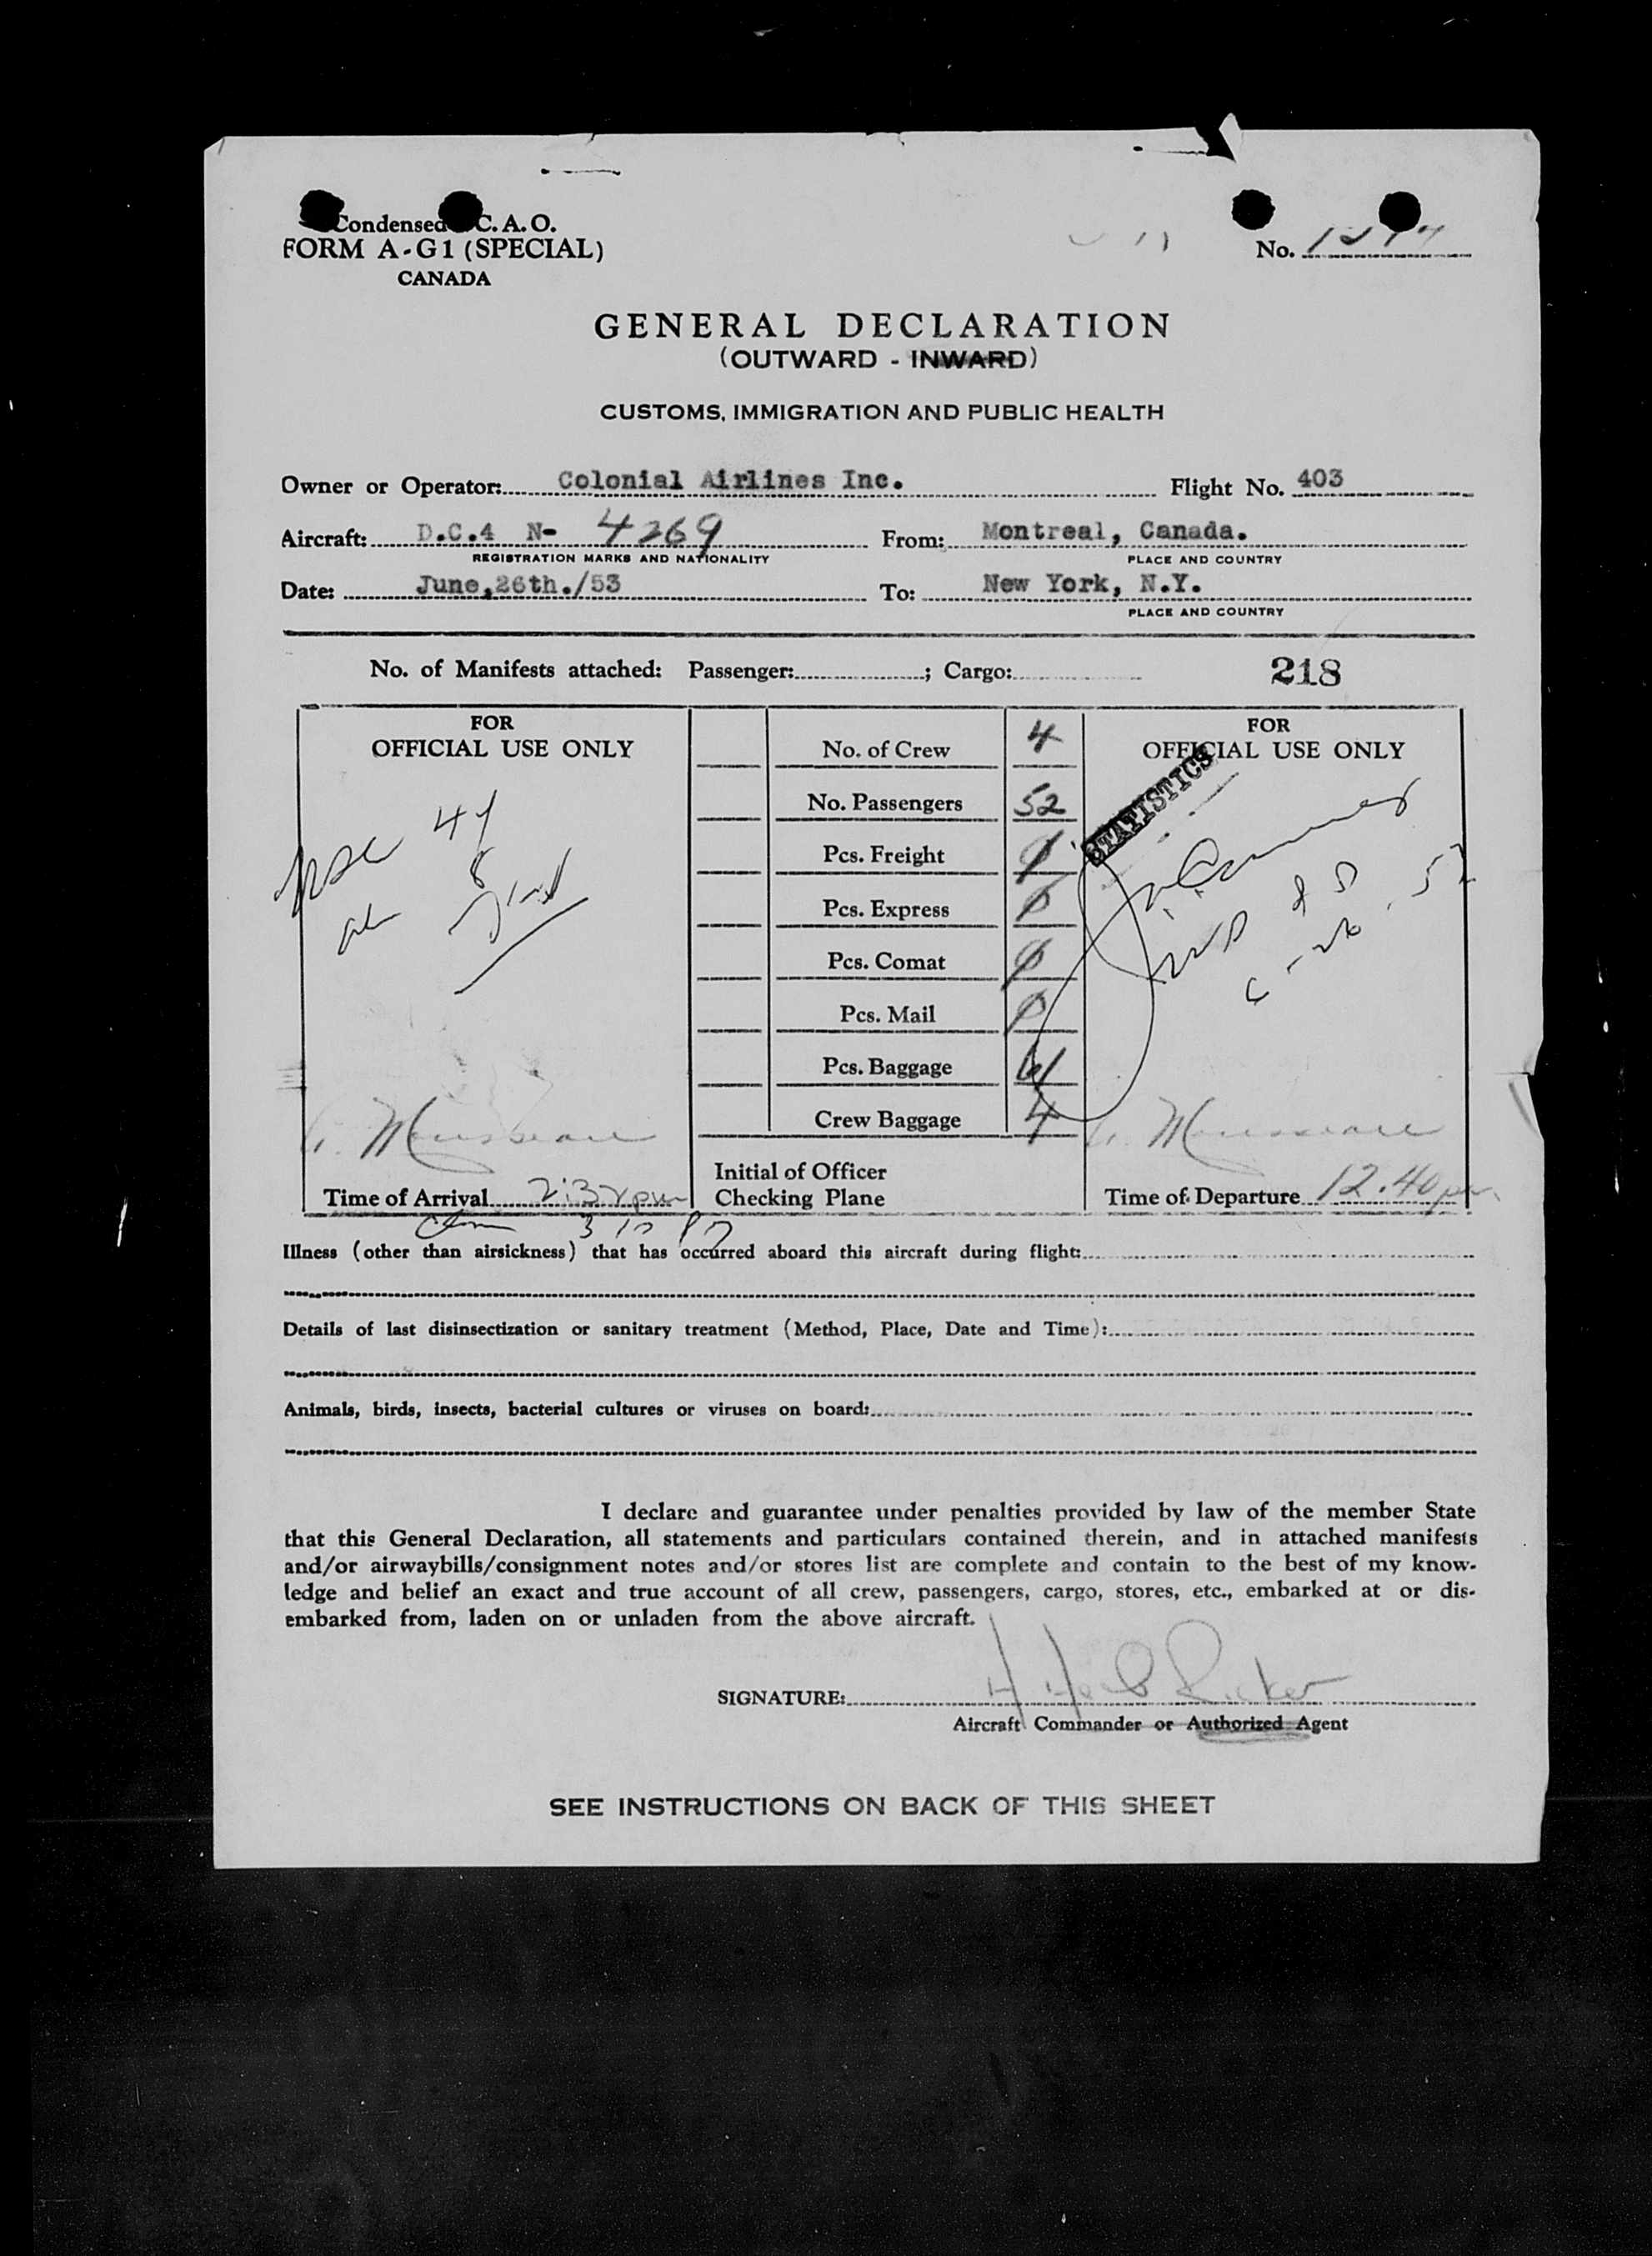 Condensed C. A. O.
FORM A-G1 (SPECIAL)
CANADA
No.
GENERAL DECLARATION
(OUTWARD - INWARD)
CUSTOMS, IMMIGRATION AND PUBLIC HEALTH
Owner or Operator: Colonial Airlines Inc. Flight No. 403
Aircraft: D.C.4 N- 4269 From: Montreal, Canada.
REGISTRATION MARKS AND NATIONALITY PLACE AND COUNTRY
Date: June,26th./53 To: New York, N.Y.
PLACE AND COUNTRY
No. of Manifests attached: Passenger: ; Cargo: 218
FOR
OFFICIAL USE ONLY
No. of Crew 4
No. Passengers 52
Pcs. Freight
Pcs. Express
Pcs. Comat
Pcs. Mail
Pcs. Baggage
Crew Baggage 4
Initial of Officer
Checking Plane
FOR
OFFICIAL USE ONLY
STATISTICS
Time of Arrival
Time of Departure 12.40 pm
Illness (other than airsickness) that has occurred aboard this aircraft during flight:
Details of last disinsectization or sanitary treatment (Method, Place, Date and Time):
Animals, birds, insects, bacterial cultures or viruses on board:
I declare and guarantee under penalties provided by law of the member State
that this General Declaration, all statements and particulars contained therein, and in attached manifests
and/or airwaybills/consignment notes and/or stores list are complete and contain to the best of my know-
ledge and belief an exact and true account of all crew, passengers, cargo, stores, etc., embarked at or dis-
embarked from, laden on or unladen from the above aircraft.
SIGNATURE:
Aircraft Commander or Authorized Agent
SEE INSTRUCTIONS ON BACK OF THIS SHEET